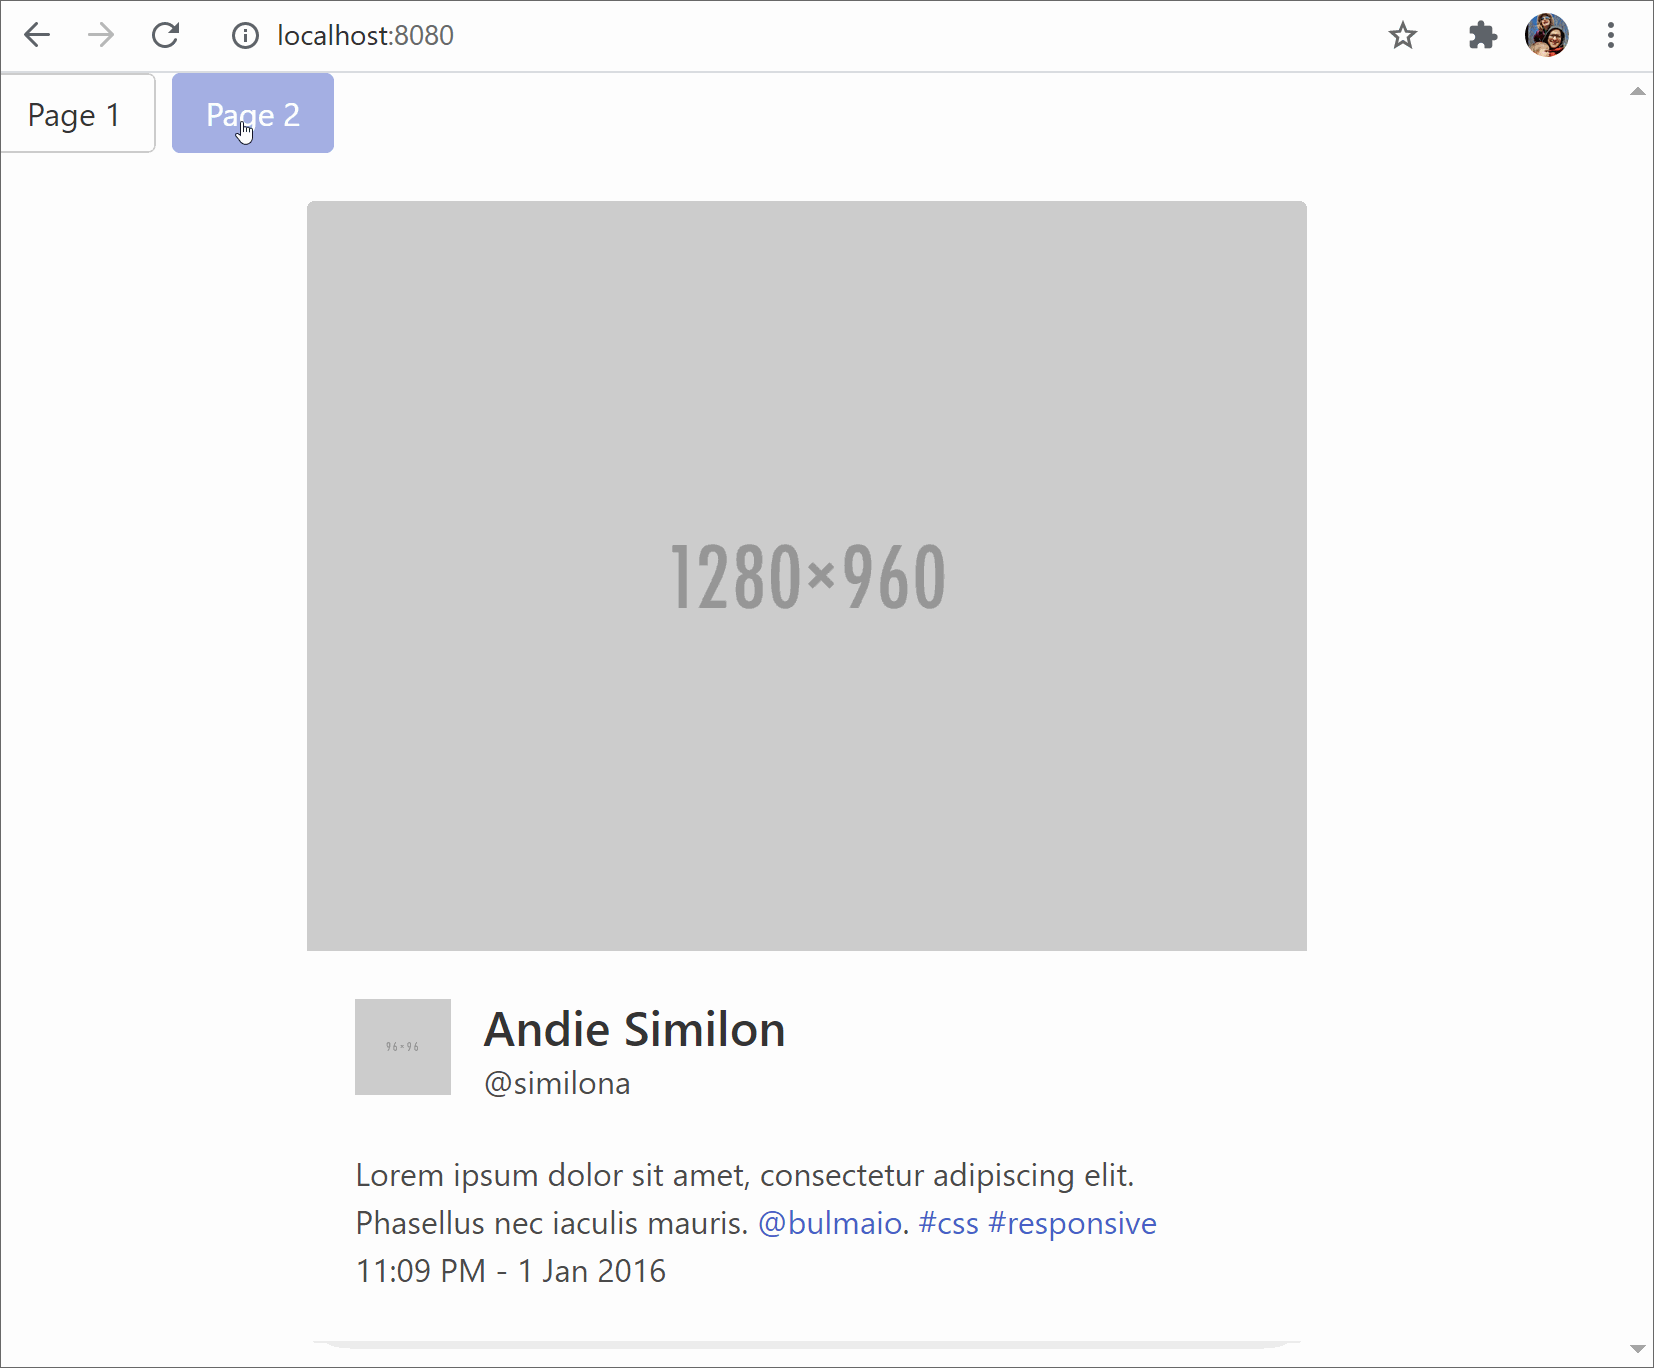 localhost:8080
Page 1
Page 2
1280×960
96×96
Andie Similon
@similona
Lorem ipsum dolor sit amet, consectetur adipiscing elit.
Phasellus nec iaculis mauris. @bulmaio. #css #responsive
11:09 PM - 1 Jan 2016